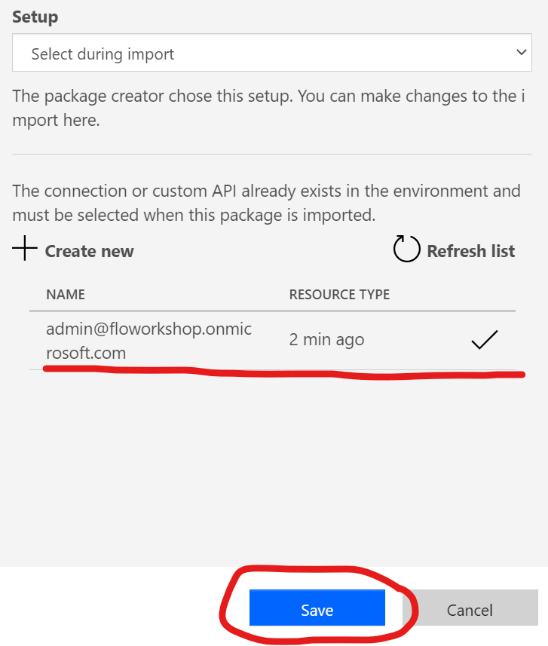 Setup
Select during import
The package creator chose this setup. You can make changes to the i
mport here.
The connection or custom API already exists in the environment and
must be selected when this package is imported.
Create new
Refresh list
NAME RESOURCE TYPE
admin@floworkshop.onmic
rosoft.com
2 min ago
Save Cancel